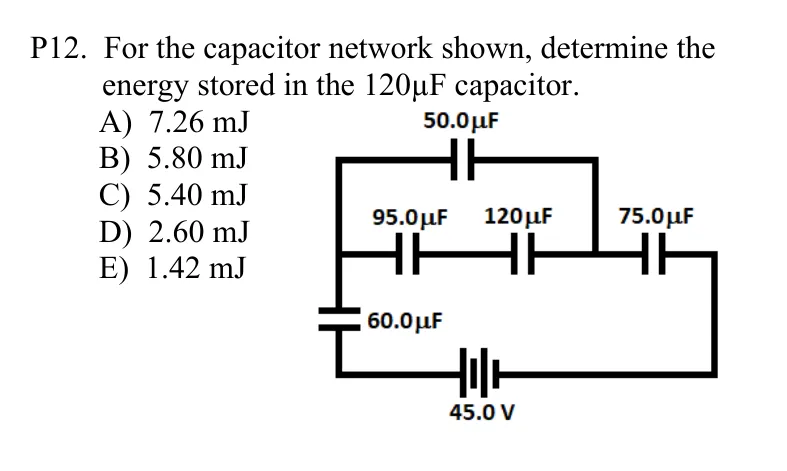 P12. For the capacitor network shown, determine the
energy stored in the 120µF capacitor.
A) 7.26 mJ
B) 5.80 mJ
C) 5.40 mJ
D) 2.60 mJ
E) 1.42 mJ
50.0µF
95.0µF 120µF 75.0µF
60.0µF
45.0 V